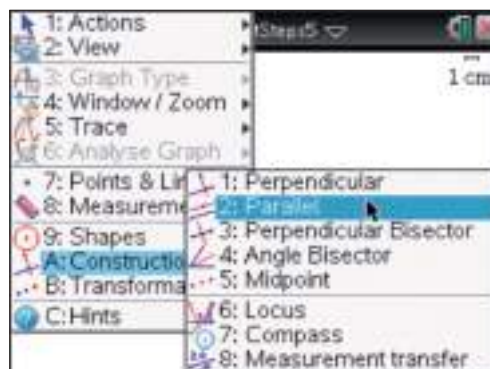 1: Actions
2: View
3: Graph Type
4: Window / Zoom
5: Trace
6: Analyse Graph
7: Points & Lin
8: Measureme
9: Shapes
A: Constructio
B: Transforma
C: Hints
1: Perpendicular
2: Parallel
3: Perpendicular Bisector
4: Angle Bisector
5: Midpoint
6: Locus
7: Compass
8: Measurement transfer
1 cm